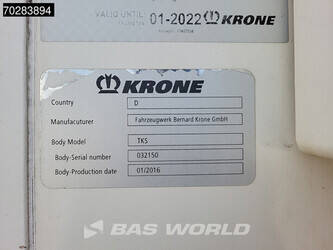 70283894
VALID UNTIL 01-2022 KRONE
KRONE
Country D
Manufacuturer Fahrzeugwerk Bernard Krone GmbH
Body Model TKS
Body-Serial number 032150
Body-Production date 01/2016
BAS WORLD